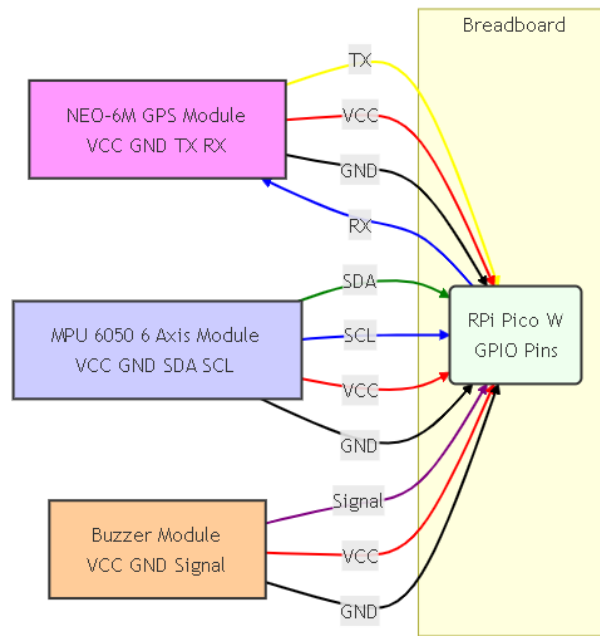 Breadboard
TX
NEO-6M GPS Module
VCC GND TX RX
VCC
GND
RX
SDA
MPU 6050 6 Axis Module
VCC GND SDA SCL
SCL
RPi Pico W
GPIO Pins
VCC
GND
Signal
Buzzer Module
VCC GND Signal
VCC
GND